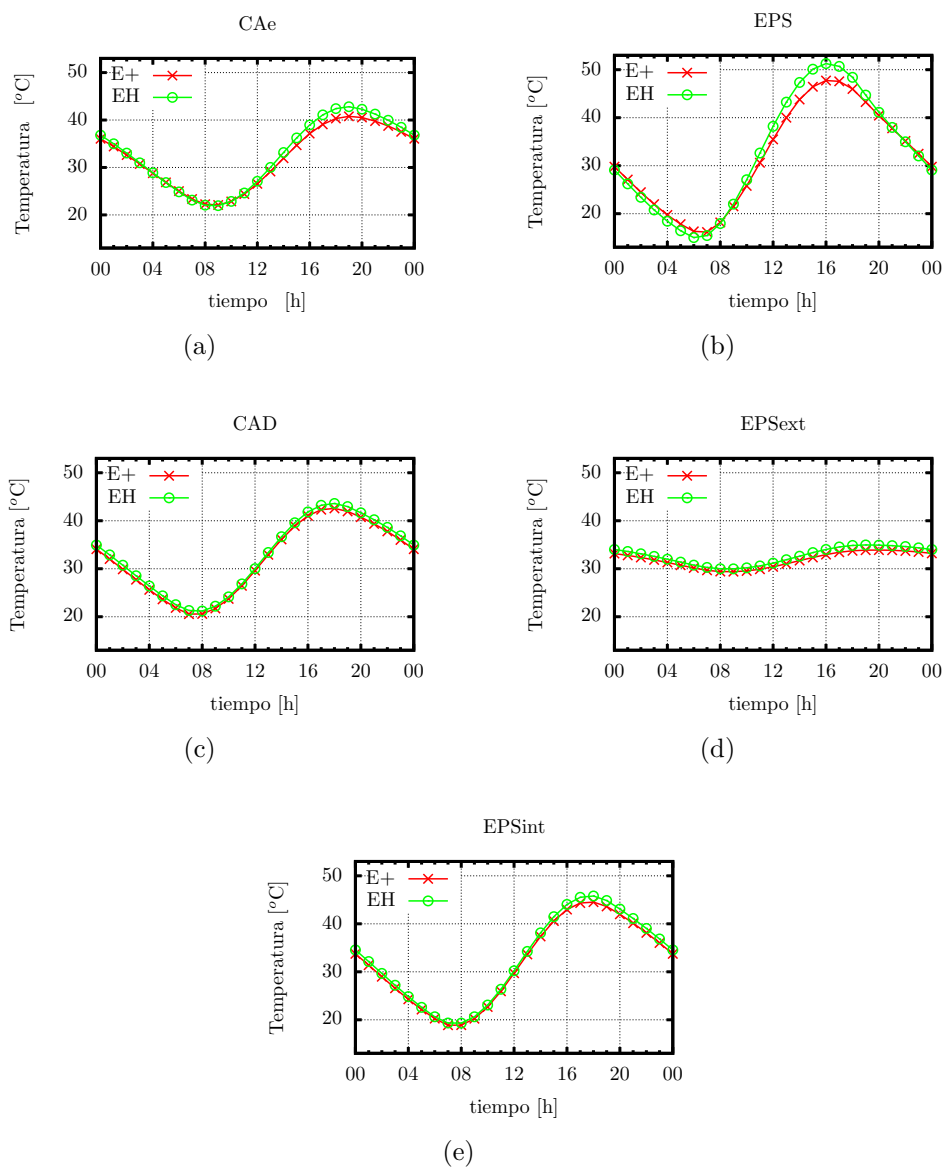 CAe
Temperatura [°C]
50
40
30
20
E+
EH
00 04 08 12 16 20 00
tiempo [h]
(a)
EPS
Temperatura [°C]
50
40
30
20
E+
EH
00 04 08 12 16 20 00
tiempo [h]
(b)
CAD
Temperatura [°C]
50
40
30
20
E+
EH
00 04 08 12 16 20 00
tiempo [h]
(c)
EPSext
Temperatura [°C]
50
40
30
20
E+
EH
00 04 08 12 16 20 00
tiempo [h]
(d)
EPSint
Temperatura [°C]
50
40
30
20
E+
EH
00 04 08 12 16 20 00
tiempo [h]
(e)